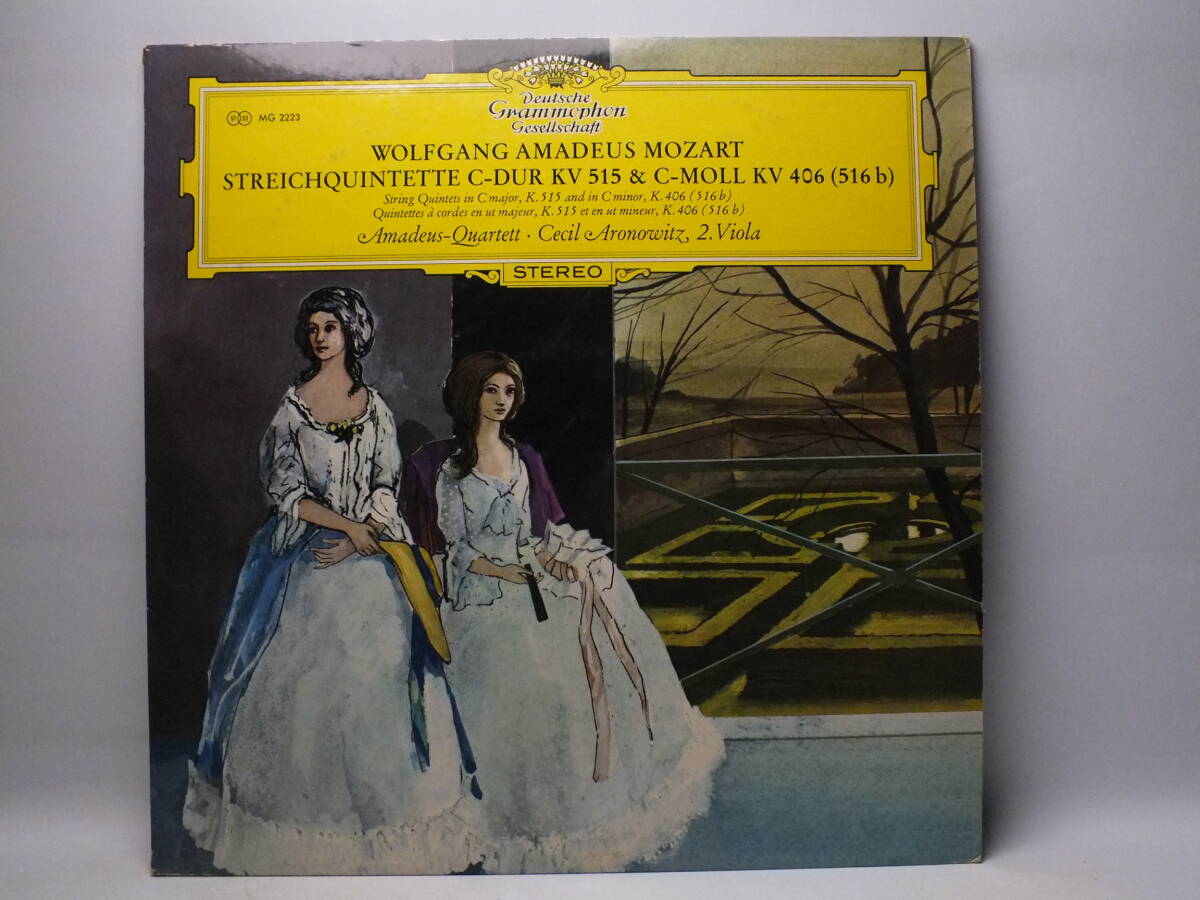 Deutsche
Grammophon
Gesellschaft
ST 33 MG 2223
WOLFGANG AMADEUS MOZART
STREICHQUINTETTE C-DUR KV 515 & C-MOLL KV 406 (516 b)
String Quintets in C major, K. 515 and in C minor, K. 406 (516 b)
Quintettes à cordes en ut majeur, K. 515 et en ut mineur, K. 406 (516 b)
Amadeus-Quartett · Cecil Aronowitz, 2. Viola
STEREO